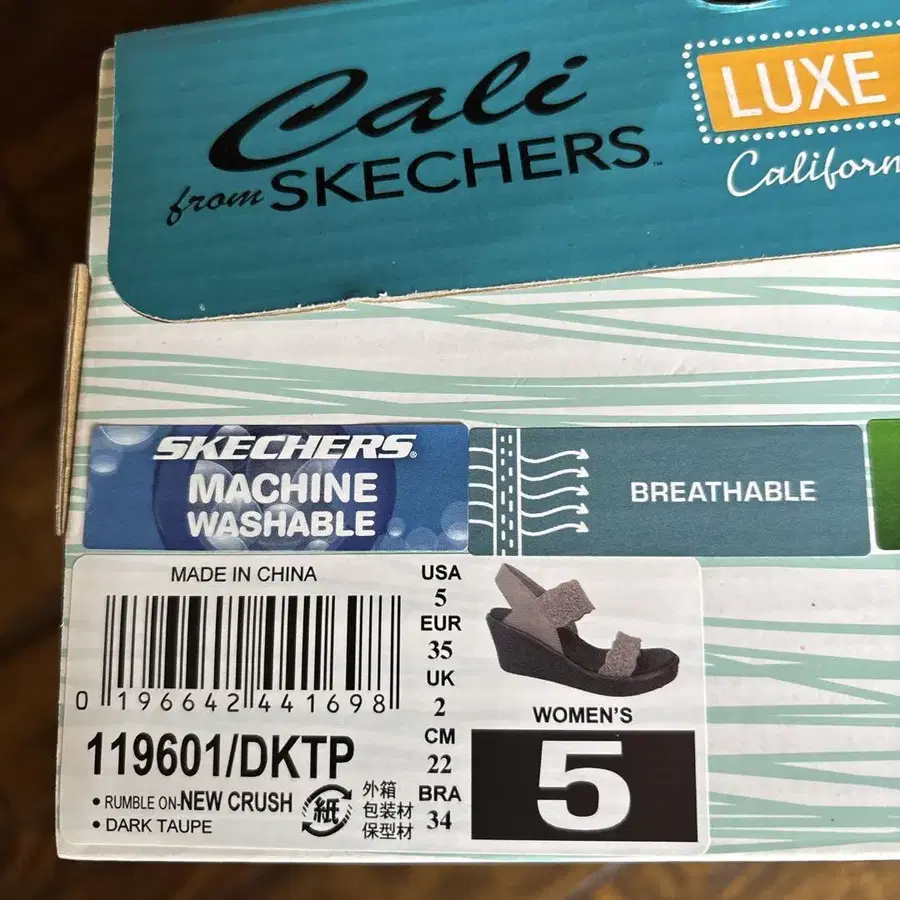 Cali
from SKECHERS™
LUXE
Californ
SKECHERS®
MACHINE
WASHABLE
BREATHABLE
MADE IN CHINA
0 196642 441698
119601/DKTP
• RUMBLE ON-NEW CRUSH
• DARK TAUPE
紙
外箱
包装材
保型材
USA
5
EUR
35
UK
2
CM
22
BRA
34
WOMEN'S
5